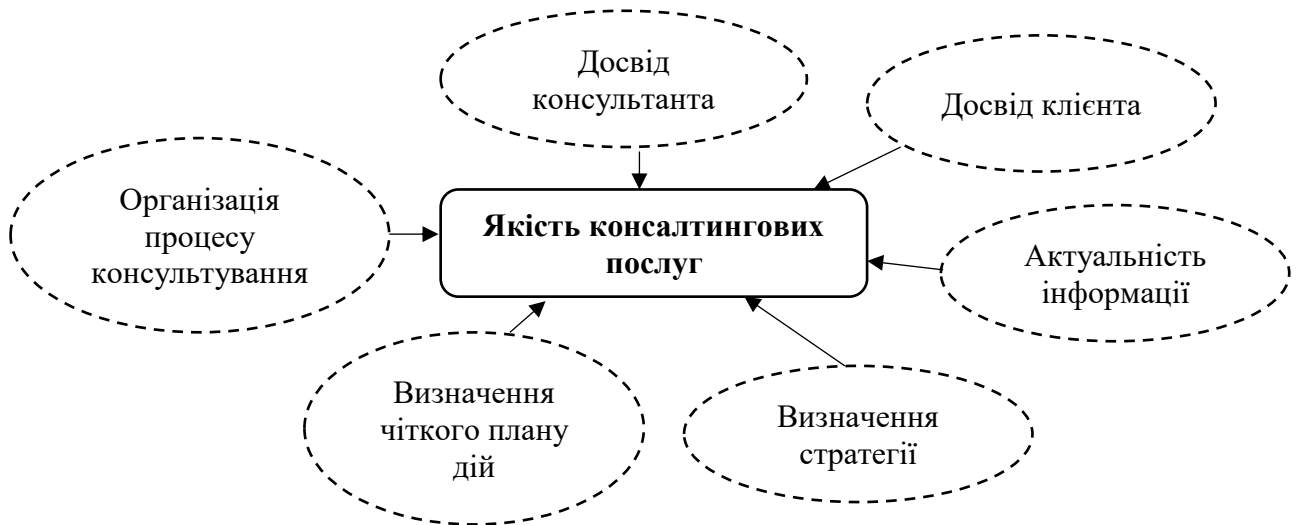 Досвід
консультанта
Досвід клієнта
Організація
процесу
консультування
Якість консалтингових
послуг
Актуальність
інформації
Визначення
чіткого плану
дій
Визначення
стратегії